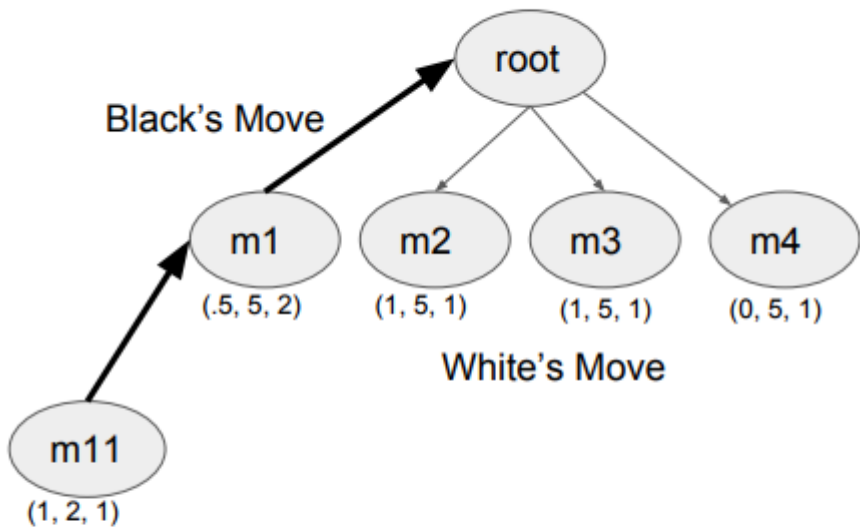 root
Black's Move
m1
m2
m3
m4
(.5, 5, 2)
(1, 5, 1)
(1, 5, 1)
(0, 5, 1)
White's Move
m11
(1, 2, 1)